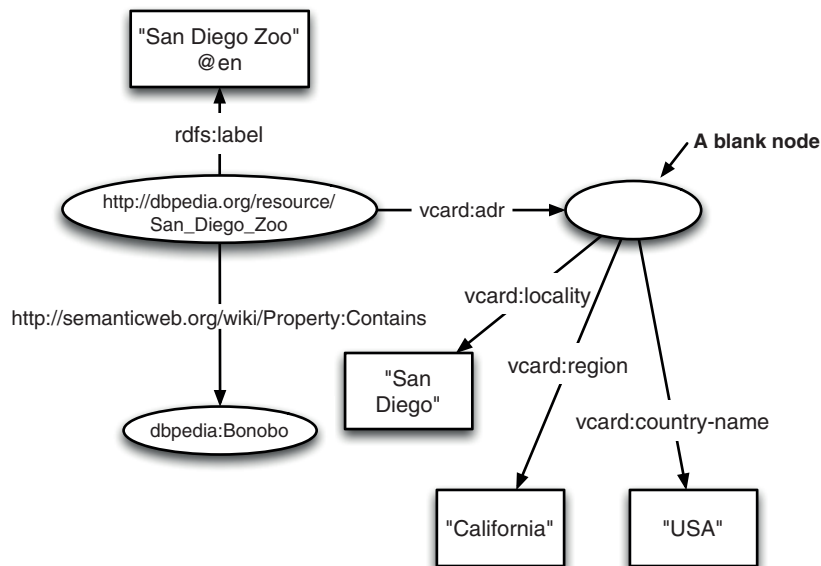 "San Diego Zoo"
@en
rdfs:label
A blank node
http://dbpedia.org/resource/
San_Diego_Zoo
vcard:adr
vcard:locality
http://semanticweb.org/wiki/Property:Contains
"San
Diego"
vcard:region
vcard:country-name
dbpedia:Bonobo
"California"
"USA"